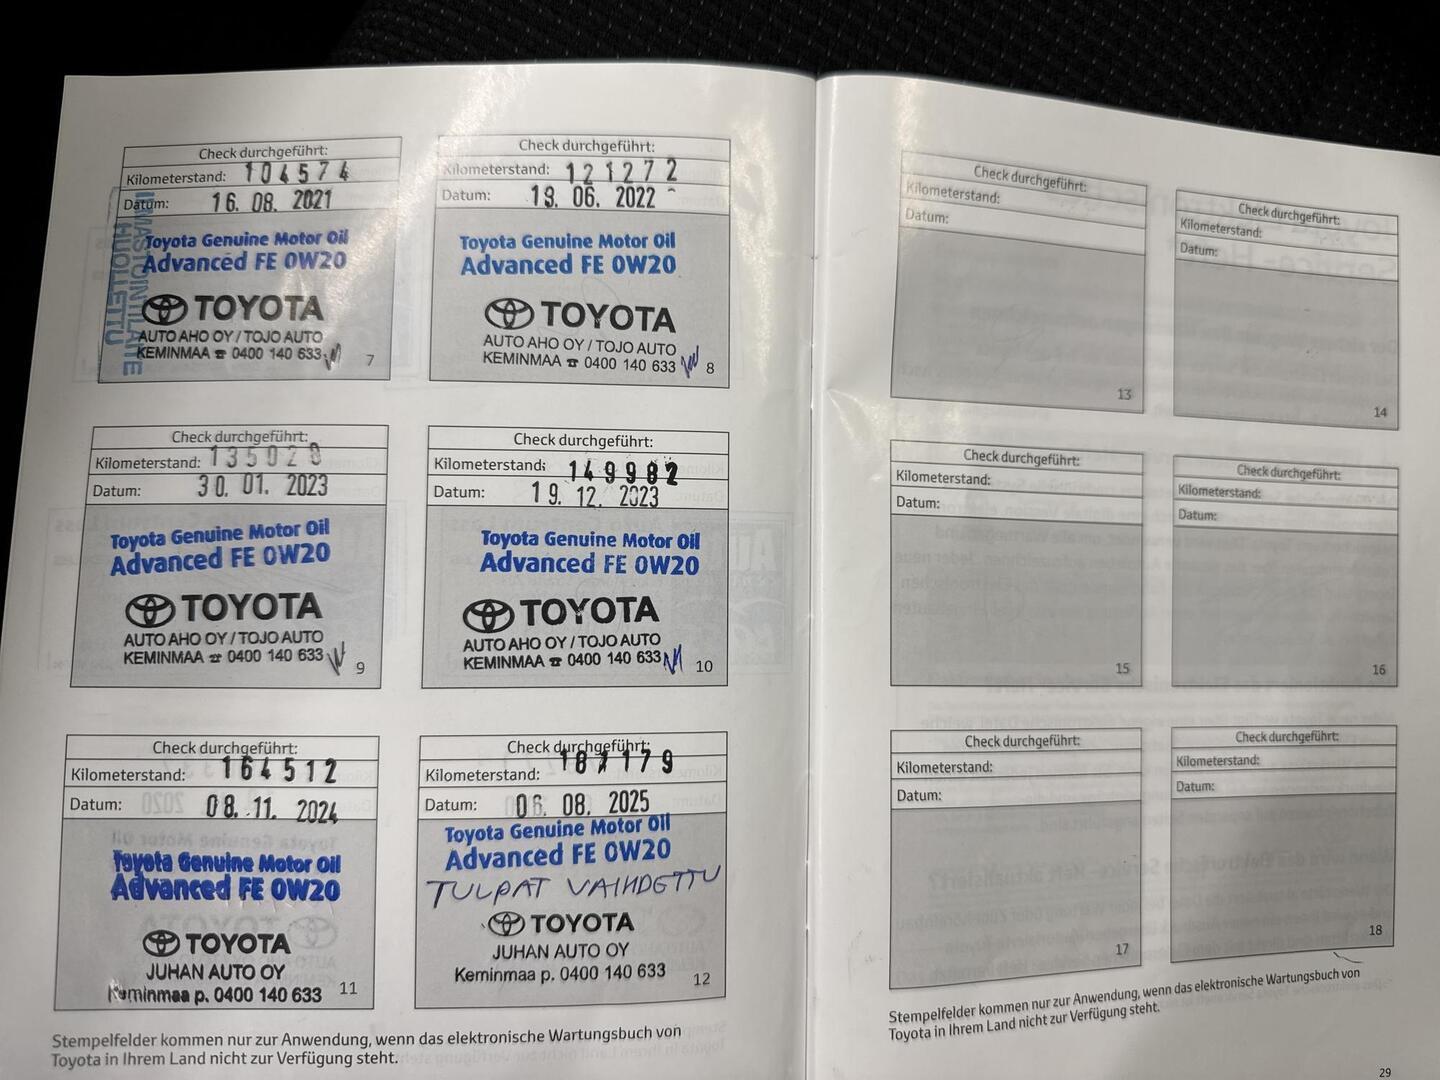 Check durchgeführt:
Kilometerstand: 104574
Datum: 16. 08. 2021
ILMASTOINTILAITE
HUOLLETTU
Toyota Genuine Motor Oil
Advanced FE 0W20
TOYOTA
AUTO AHO OY / TOJO AUTO
KEMINMAA ☎ 0400 140 633
7
Check durchgeführt:
Kilometerstand: 121272
Datum: 19. 06. 2022
Toyota Genuine Motor Oil
Advanced FE 0W20
TOYOTA
AUTO AHO OY / TOJO AUTO
KEMINMAA ☎ 0400 140 633
8
Check durchgeführt:
Kilometerstand: 135028
Datum: 30. 01. 2023
Toyota Genuine Motor Oil
Advanced FE 0W20
TOYOTA
AUTO AHO OY / TOJO AUTO
KEMINMAA ☎ 0400 140 633
9
Check durchgeführt:
Kilometerstand: 149982
Datum: 19. 12. 2023
Toyota Genuine Motor Oil
Advanced FE 0W20
TOYOTA
AUTO AHO OY / TOJO AUTO
KEMINMAA ☎ 0400 140 633
10
Check durchgeführt:
Kilometerstand: 164512
Datum: 08. 11. 2024
Toyota Genuine Motor Oil
Advanced FE 0W20
TOYOTA
JUHAN AUTO OY
Keminmaa p. 0400 140 633
11
Check durchgeführt:
Kilometerstand: 181179
Datum: 06. 08. 2025
Toyota Genuine Motor Oil
Advanced FE 0W20
TULPAT VAIHDETTU
TOYOTA
JUHAN AUTO OY
Keminmaa p. 0400 140 633
12
Stempelfelder kommen nur zur Anwendung, wenn das elektronische Wartungsbuch von
Toyota in Ihrem Land nicht zur Verfügung steht.
Check durchgeführt:
Kilometerstand:
Datum:
13
Check durchgeführt:
Kilometerstand:
Datum:
14
Check durchgeführt:
Kilometerstand:
Datum:
15
Check durchgeführt:
Kilometerstand:
Datum:
16
Check durchgeführt:
Kilometerstand:
Datum:
17
Check durchgeführt:
Kilometerstand:
Datum:
18
Stempelfelder kommen nur zur Anwendung, wenn das elektronische Wartungsbuch von
Toyota in Ihrem Land nicht zur Verfügung steht.
29